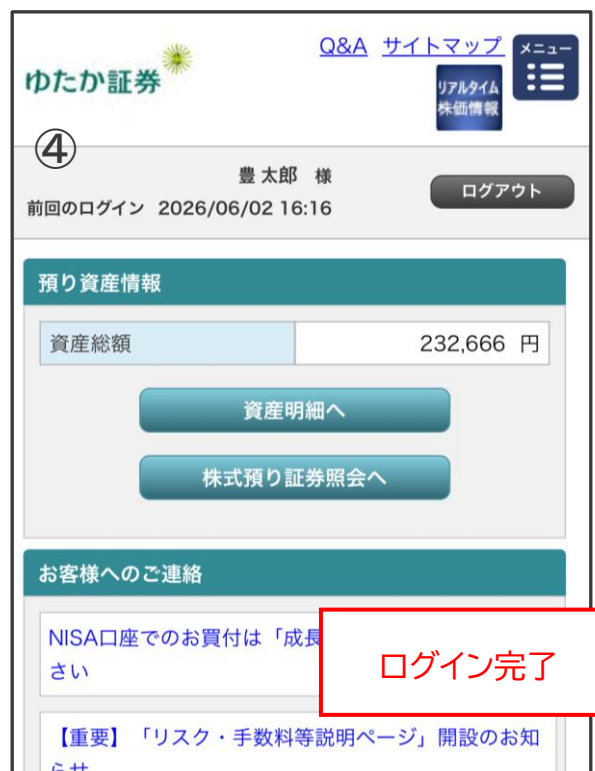 ゆたか証券
Q&A サイトマップ
メニュー
リアルタイム
株価情報
④
豊 太郎 様
前回のログイン 2026/06/02 16:16
ログアウト
預り資産情報
資産総額 232,666 円
資産明細へ
株式預り証券照会へ
お客様へのご連絡
NISA口座でのお買付は「成長
さい
ログイン完了
【重要】「リスク・手数料等説明ページ」開設のお知
らせ